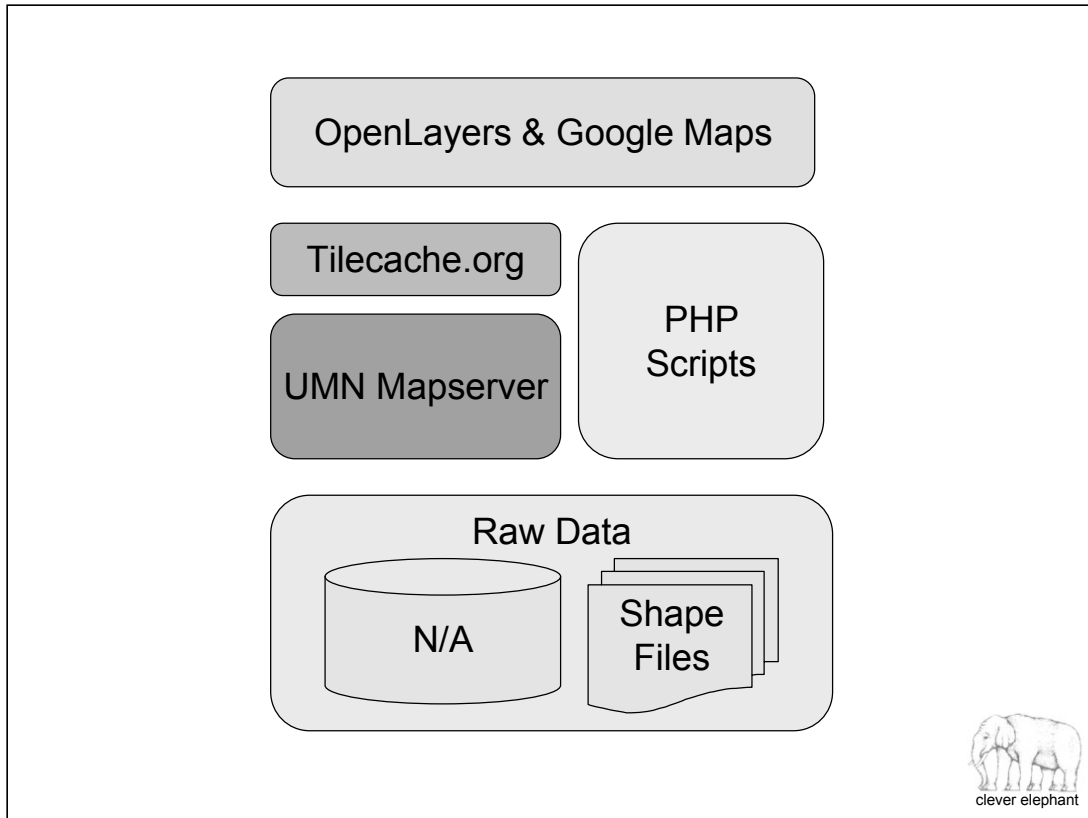 OpenLayers & Google Maps
Tilecache.org
UMN Mapserver
PHP
Scripts
Raw Data
N/A
Shape
Files
clever elephant